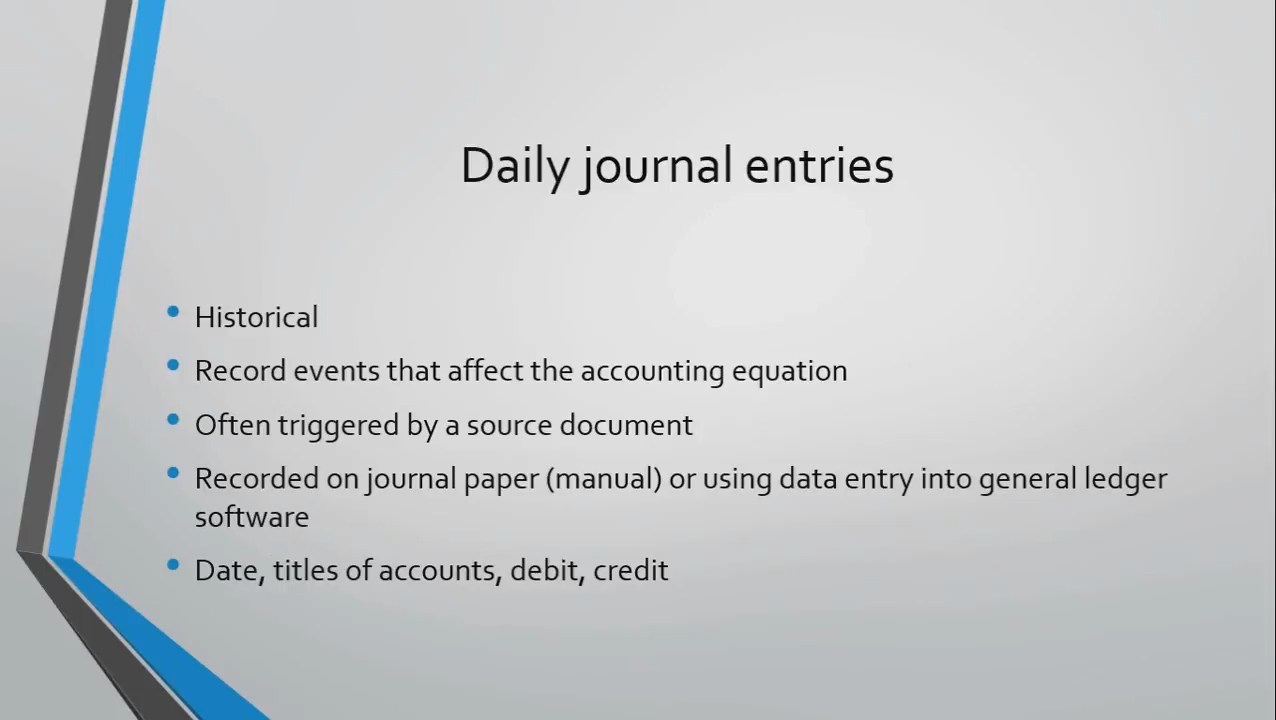 Daily journal entries
• Historical
• Record events that affect the accounting equation
• Often triggered by a source document
• Recorded on journal paper (manual) or using data entry into general ledger
software
• Date, titles of accounts, debit, credit